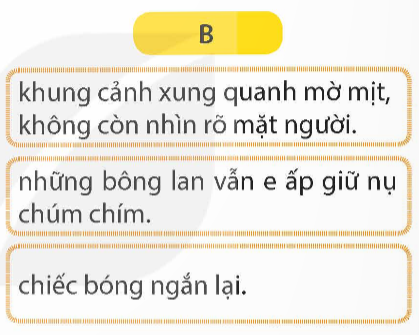 B
khung cảnh xung quanh mờ mịt,
không còn nhìn rõ mặt người.
những bông lan vẫn e ấp giữ nụ
chúm chím.
chiếc bóng ngắn lại.